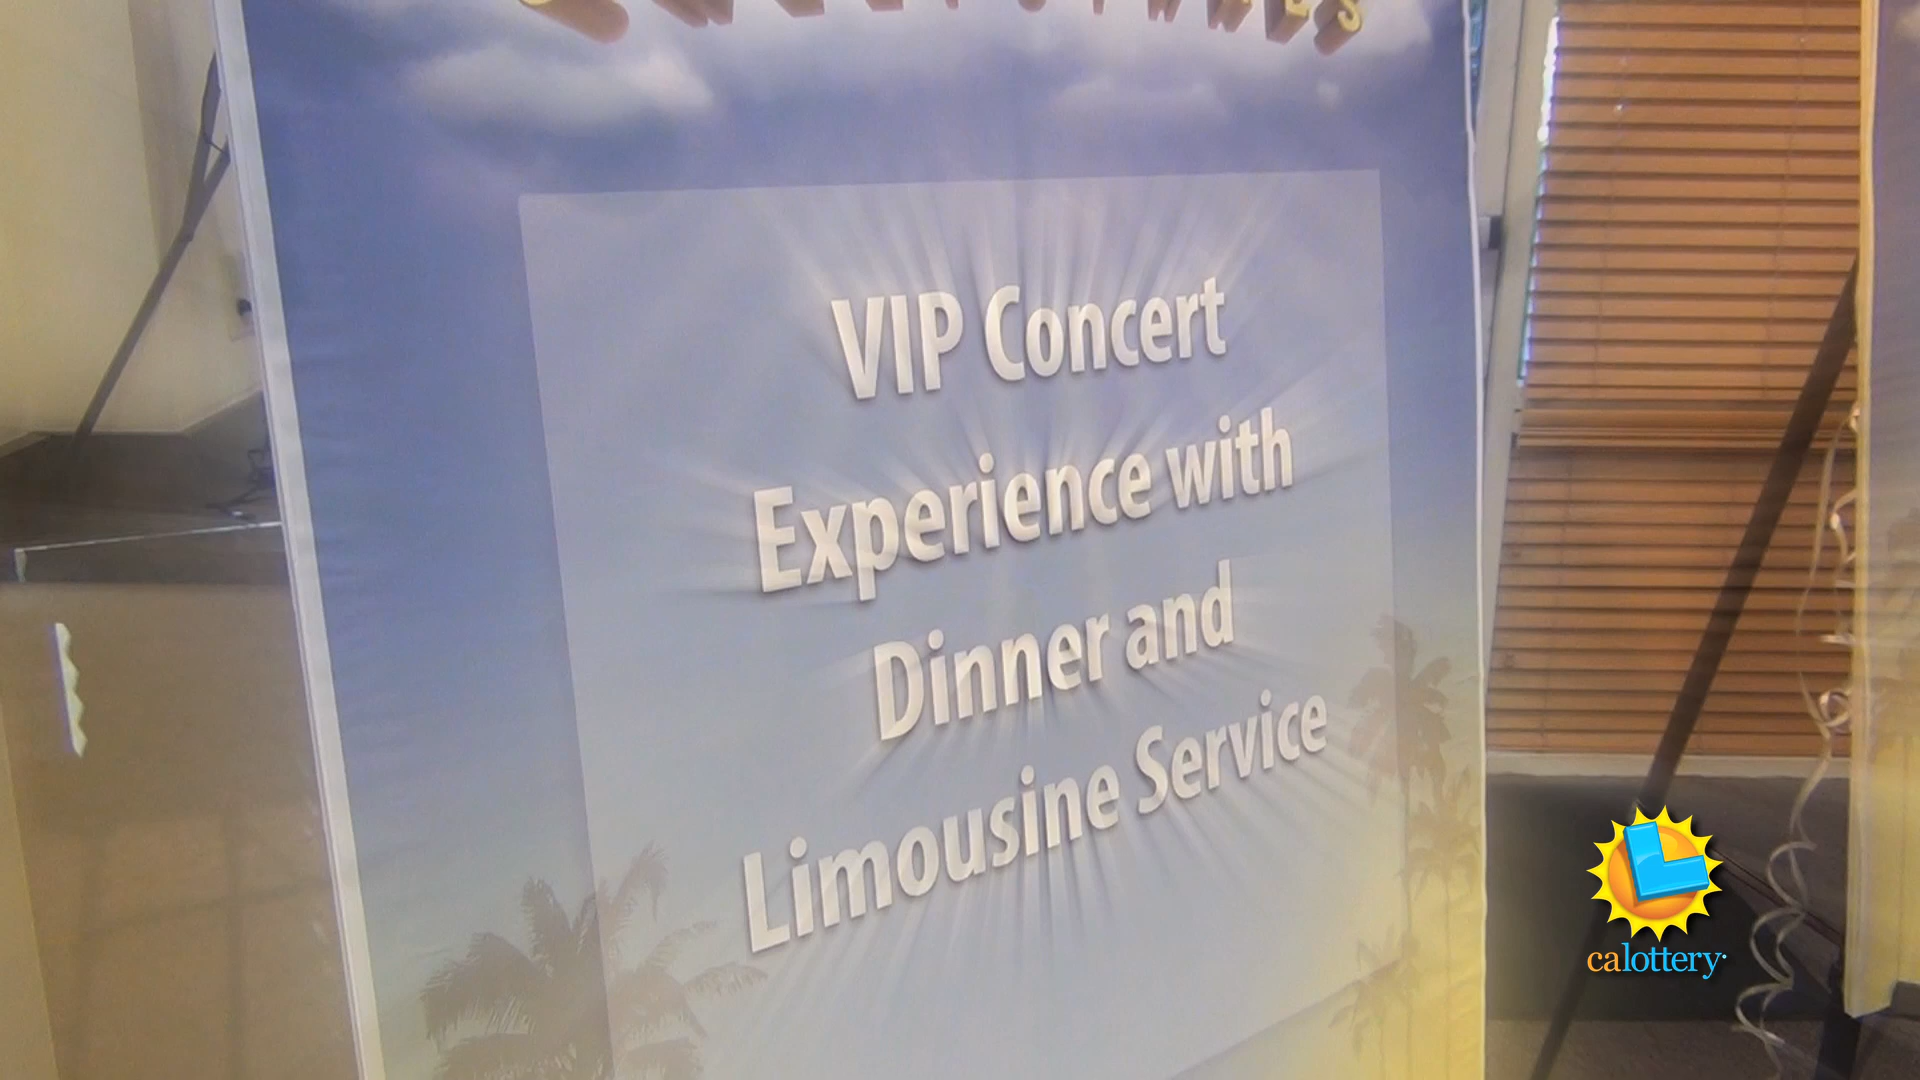 VIP Concert
Experience with
Dinner and
Limousine Service
calottery